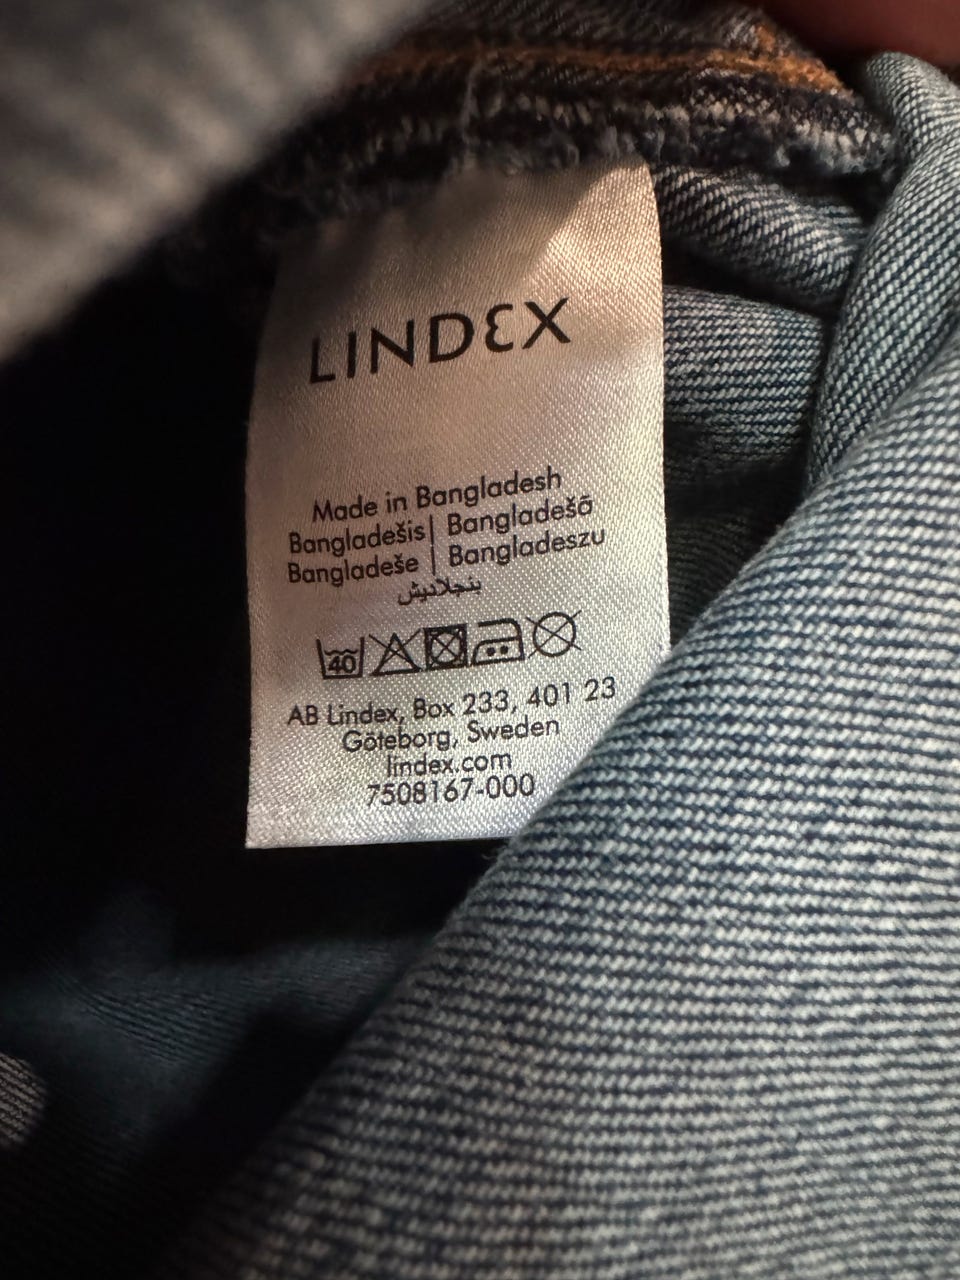 LINDEX
Made in Bangladesh
Bangladešis | Bangladešā
Bangladeše | Bangladeszu
بنجلاديش
40
AB Lindex, Box 233, 401 23
Göteborg, Sweden
lindex.com
7508167-000